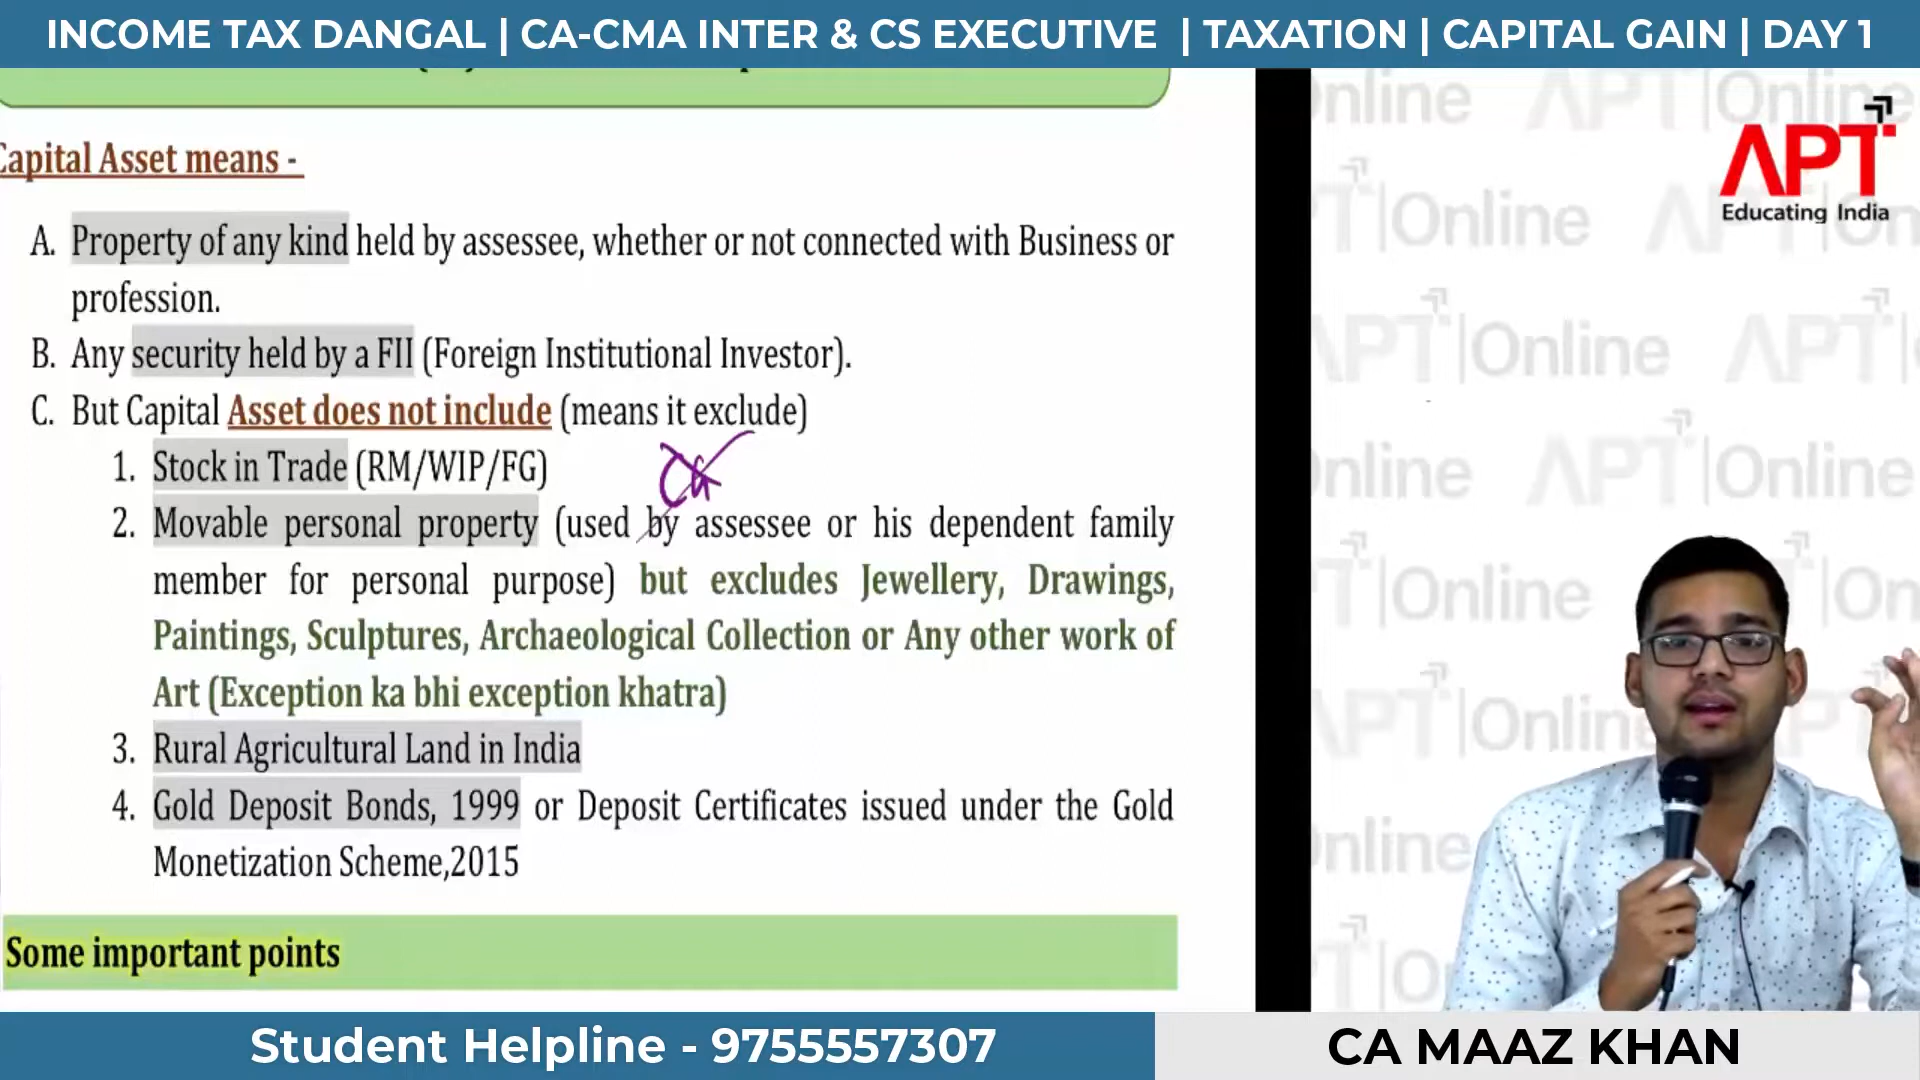 INCOME TAX DANGAL | CA-CMA INTER & CS EXECUTIVE | TAXATION | CAPITAL GAIN | DAY 1
Capital Asset means -
A. Property of any kind held by assessee, whether or not connected with Business or
profession.
B. Any security held by a FII (Foreign Institutional Investor).
C. But Capital Asset does not include (means it exclude)
1. Stock in Trade (RM/WIP/FG)
2. Movable personal property (used by assessee or his dependent family
member for personal purpose) but excludes Jewellery, Drawings,
Paintings, Sculptures, Archaeological Collection or Any other work of
Art (Exception ka bhi exception khatra)
3. Rural Agricultural Land in India
4. Gold Deposit Bonds, 1999 or Deposit Certificates issued under the Gold
Monetization Scheme,2015
Some important points
APT
Educating India
Student Helpline - 9755557307
CA MAAZ KHAN